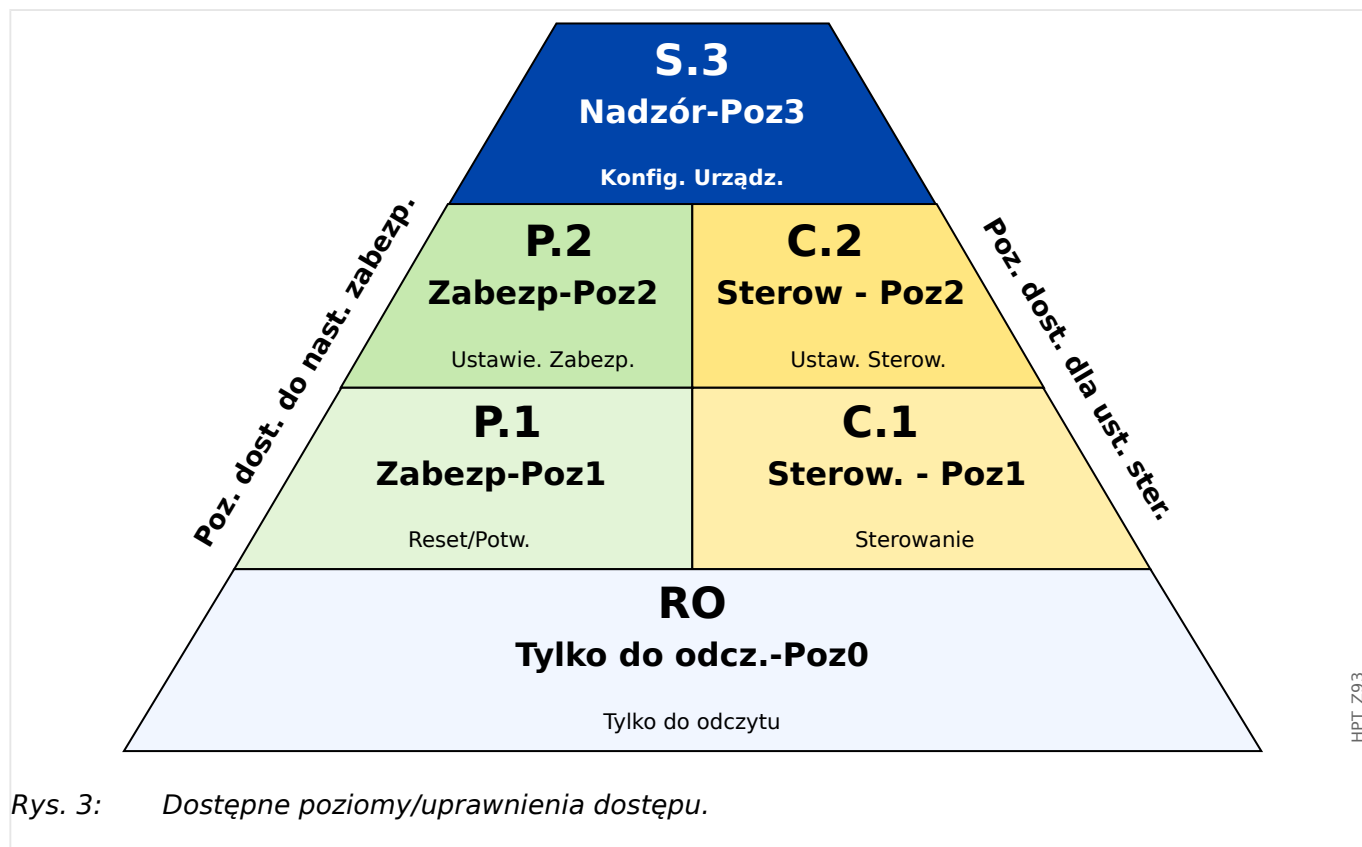 S.3
Nadzór-Poz3
Konfig. Urządz.
Poz. dost. do nast. zabezp.
P.2
Zabezp-Poz2
Ustawie. Zabezp.
C.2
Sterow - Poz2
Ustaw. Sterow.
Poz. dost. dla ust. ster.
P.1
Zabezp-Poz1
Reset/Potw.
C.1
Sterow. - Poz1
Sterowanie
RO
Tylko do odcz.-Poz0
Tylko do odczytu
HPT_Z93
Rys. 3: Dostępne poziomy/uprawnienia dostępu.